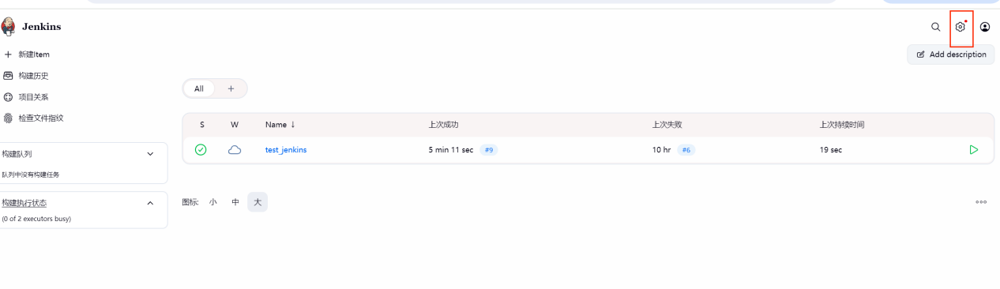 Jenkins
新建Item
Add description
构建历史
All +
项目关系
检查文件指纹
S W Name ↓ 上次成功 上次失败 上次持续时间
test_jenkins 5 min 11 sec #9 10 hr #6 19 sec
构建队列
队列中没有构建任务
图标: 小 中 大
构建执行状态
(0 of 2 executors busy)